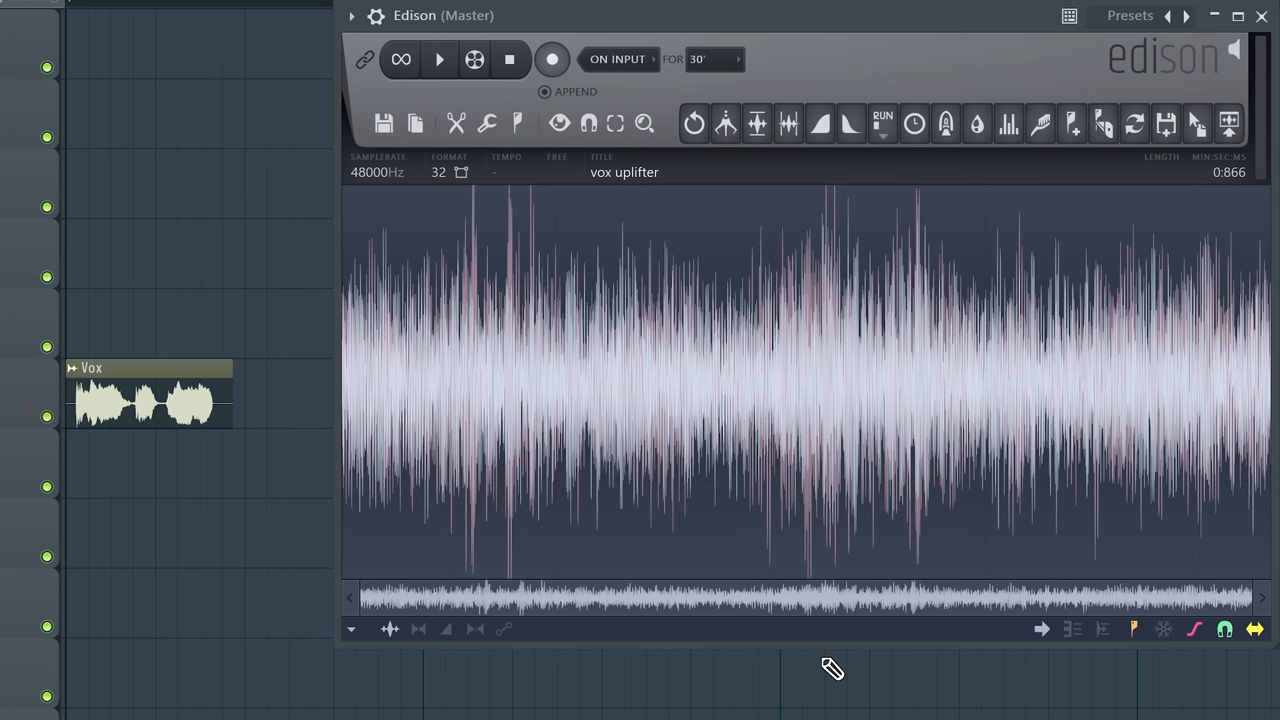 Edison (Master)
Presets
ON INPUT
FOR
30'
edison
APPEND
RUN
SAMPLERATE
FORMAT
TEMPO
FREE
TITLE
LENGTH
MIN:SEC:MS
48000Hz
32
-
vox uplifter
0:866
Vox